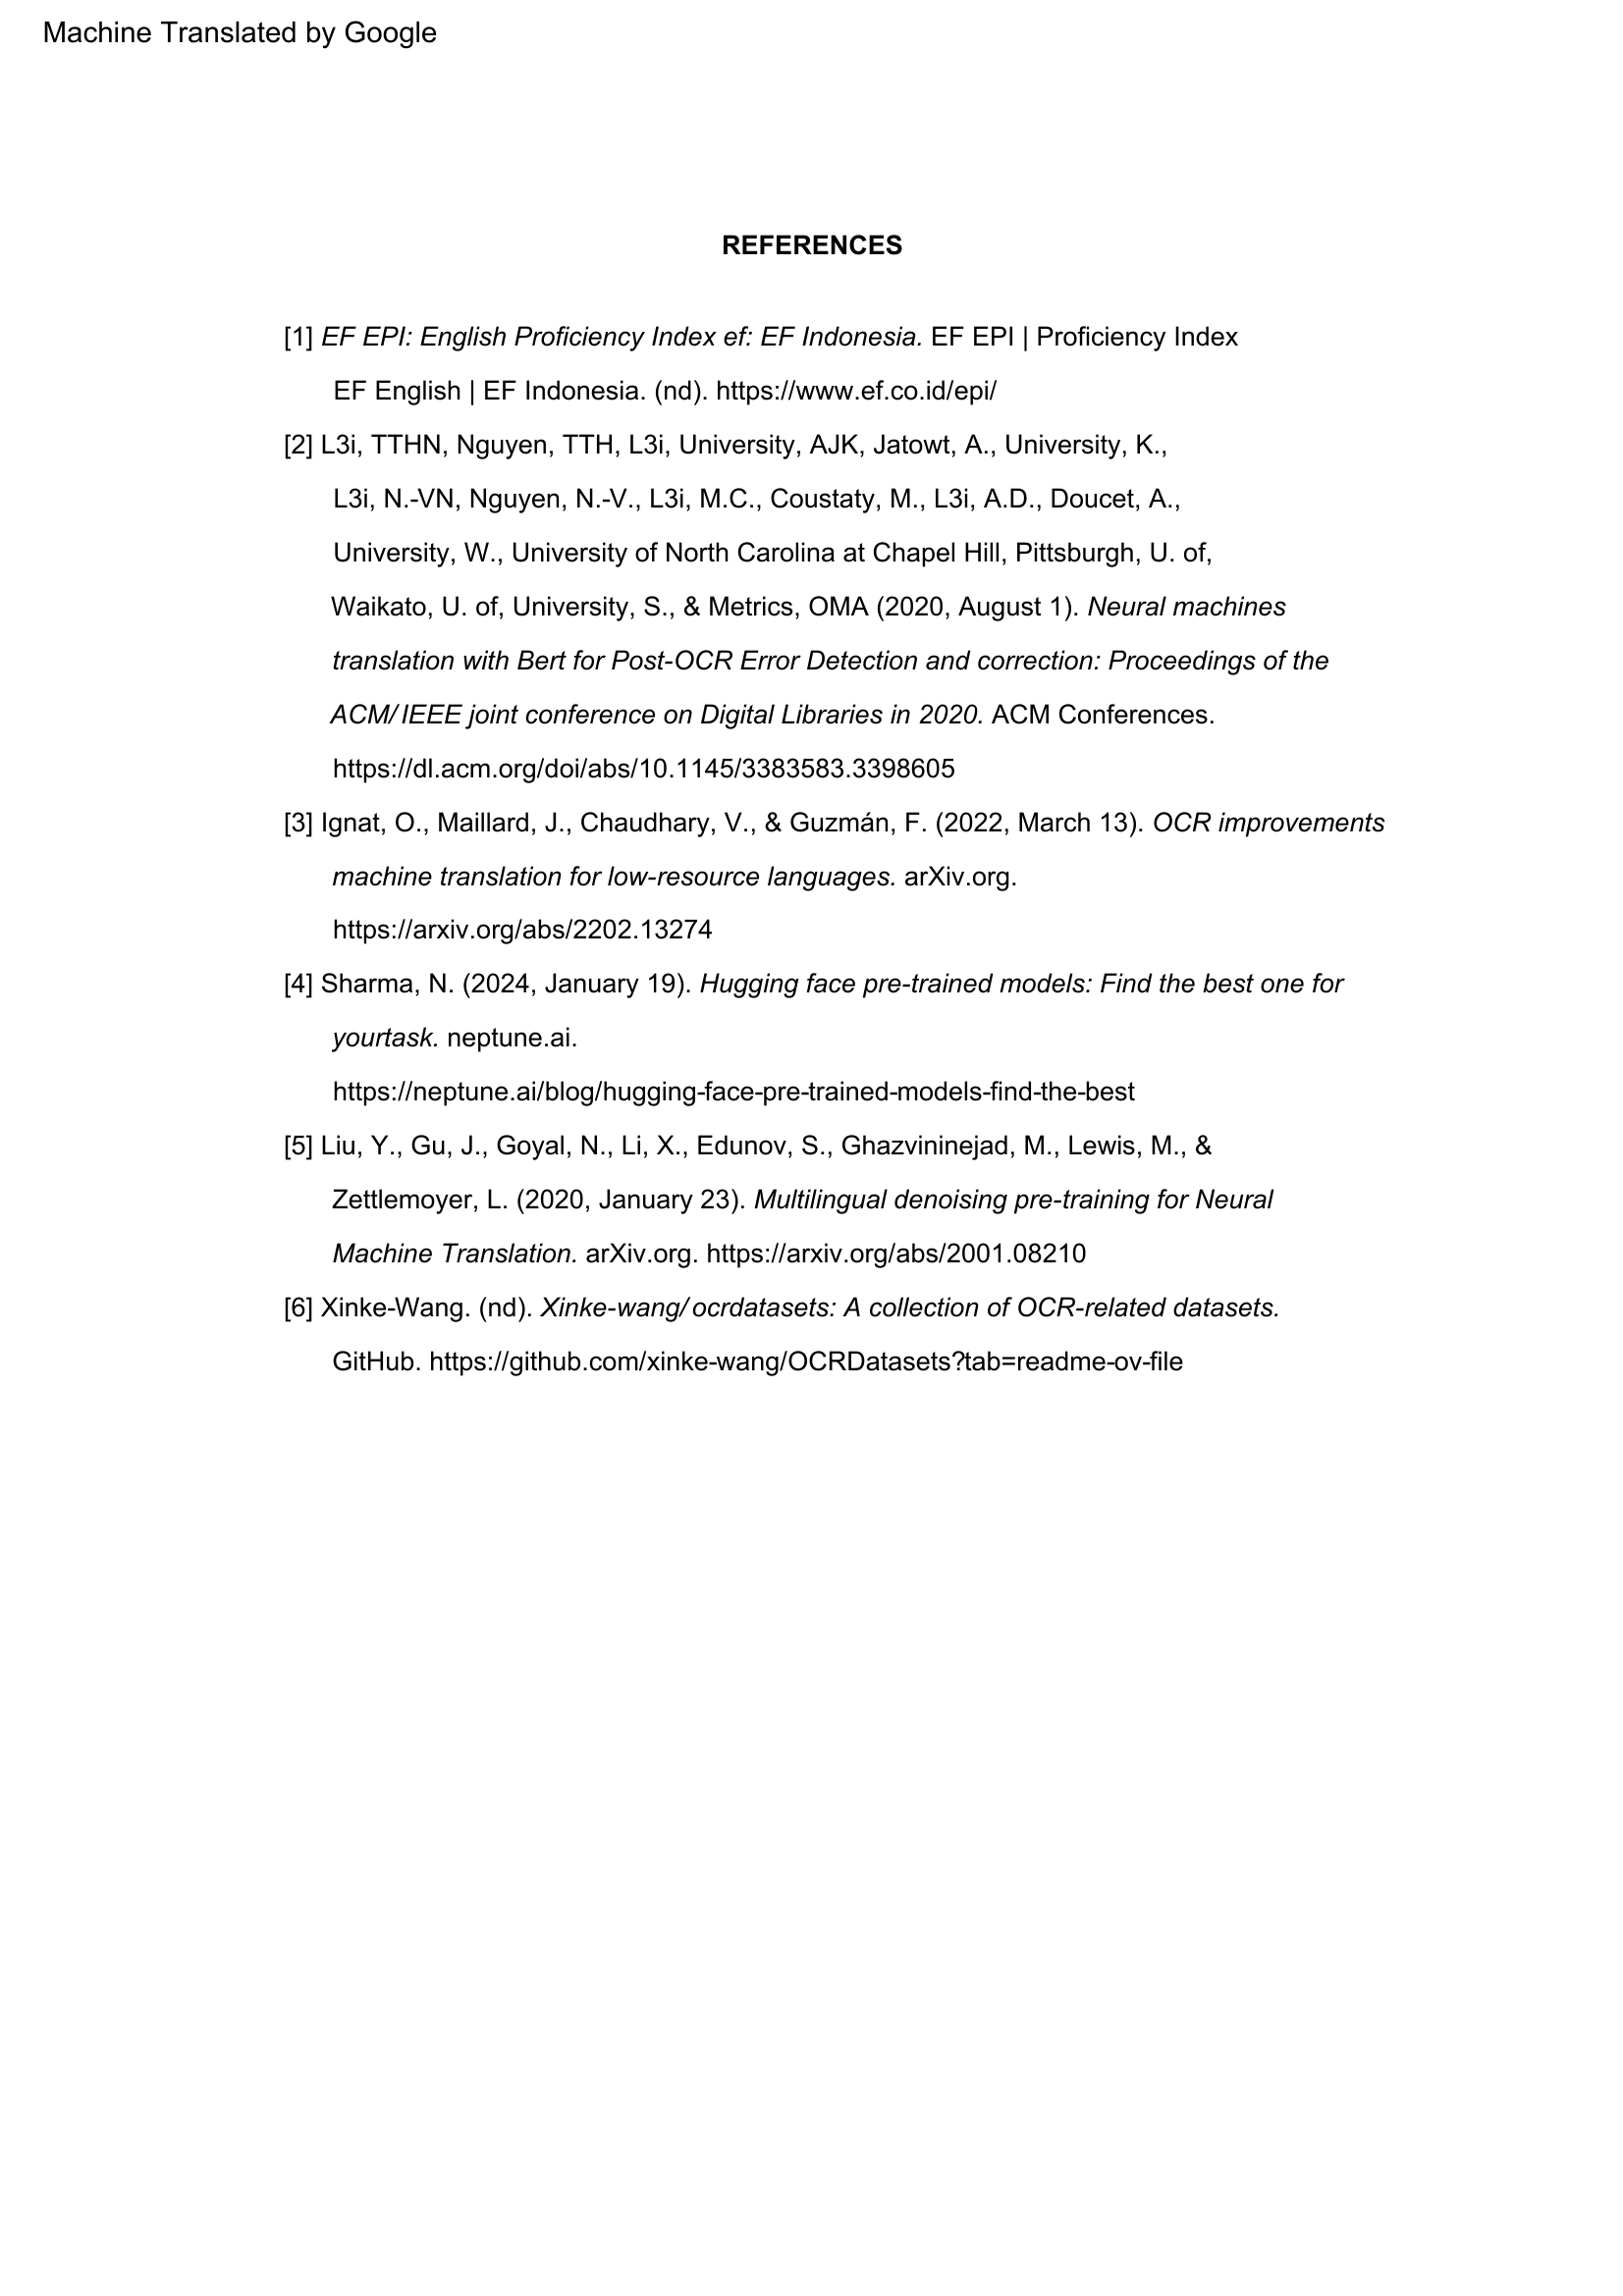 Machine Translated by Google
REFERENCES
[1] EF EPI: English Proficiency Index ef: EF Indonesia. EF EPI | Proficiency Index
EF English | EF Indonesia. (nd). https://www.ef.co.id/epi/
[2] L3i, TTHN, Nguyen, TTH, L3i, University, AJK, Jatowt, A., University, K.,
L3i, N.-VN, Nguyen, N.-V., L3i, M.C., Coustaty, M., L3i, A.D., Doucet, A.,
University, W., University of North Carolina at Chapel Hill, Pittsburgh, U. of,
Waikato, U. of, University, S., & Metrics, OMA (2020, August 1). Neural machines
translation with Bert for Post-OCR Error Detection and correction: Proceedings of the
ACM/IEEE joint conference on Digital Libraries in 2020. ACM Conferences.
https://dl.acm.org/doi/abs/10.1145/3383583.3398605
[3] Ignat, O., Maillard, J., Chaudhary, V., & Guzmán, F. (2022, March 13). OCR improvements
machine translation for low-resource languages. arXiv.org.
https://arxiv.org/abs/2202.13274
[4] Sharma, N. (2024, January 19). Hugging face pre-trained models: Find the best one for
yourtask. neptune.ai.
https://neptune.ai/blog/hugging-face-pre-trained-models-find-the-best
[5] Liu, Y., Gu, J., Goyal, N., Li, X., Edunov, S., Ghazvininejad, M., Lewis, M., &
Zettlemoyer, L. (2020, January 23). Multilingual denoising pre-training for Neural
Machine Translation. arXiv.org. https://arxiv.org/abs/2001.08210
[6] Xinke-Wang. (nd). Xinke-wang/ocrdatasets: A collection of OCR-related datasets.
GitHub. https://github.com/xinke-wang/OCRDatasets?tab=readme-ov-file